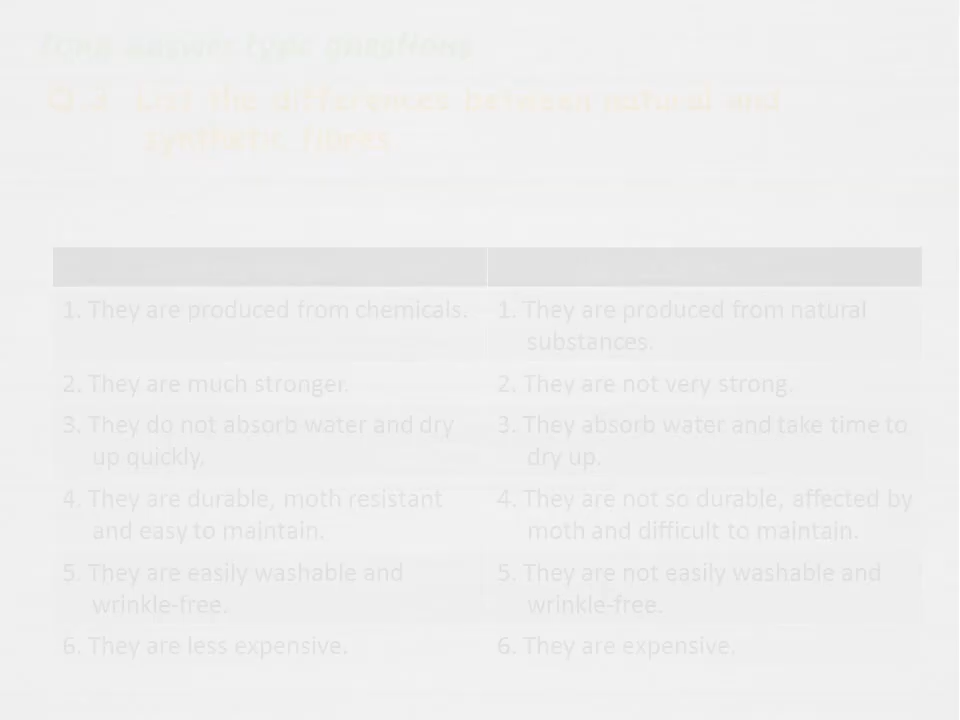 long answer type questions
Q.1 List the differences between natural and
synthetic fibres.
1. They are produced from chemicals.
1. They are produced from natural
substances.
2. They are much stronger.
2. They are not very strong.
3. They do not absorb water and dry
up quickly.
3. They absorb water and take time to
dry up.
4. They are durable, moth resistant
and easy to maintain.
4. They are not so durable, affected by
moth and difficult to maintain.
5. They are easily washable and
wrinkle-free.
5. They are not easily washable and
wrinkle-free.
6. They are less expensive.
6. They are expensive.